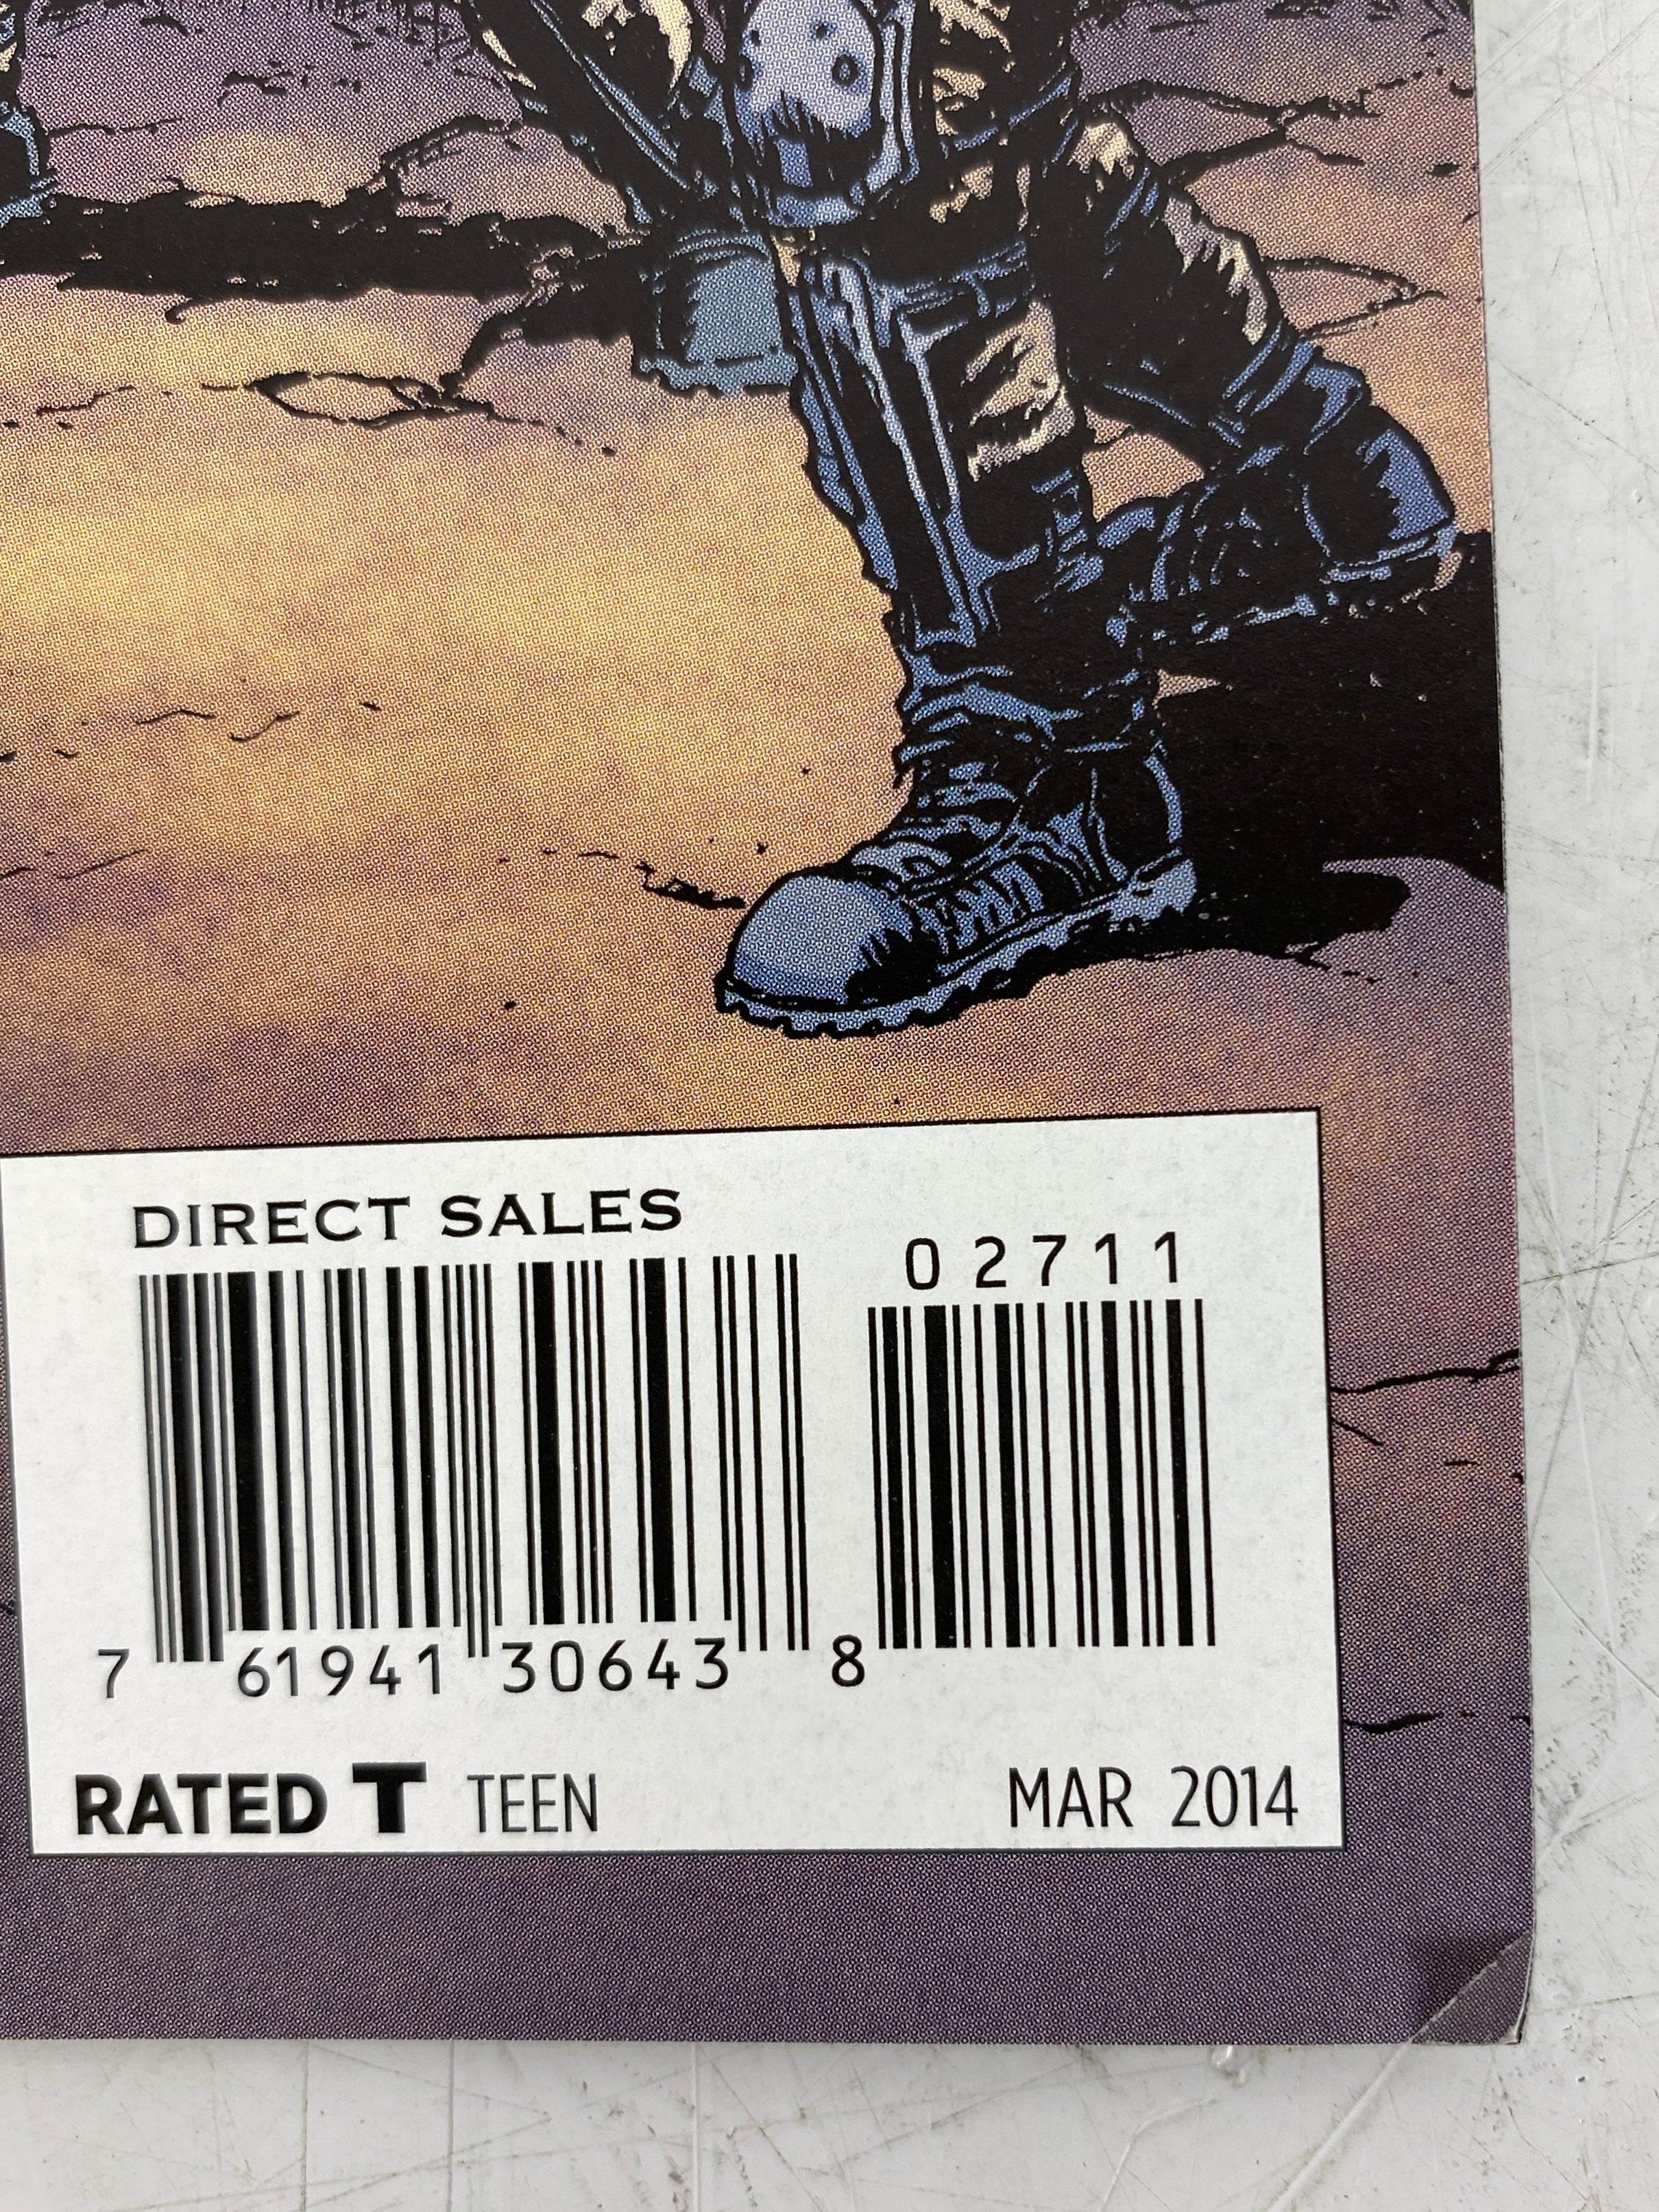 DIRECT SALES
02711
7 61941 30643 8
RATED T TEEN
MAR 2014